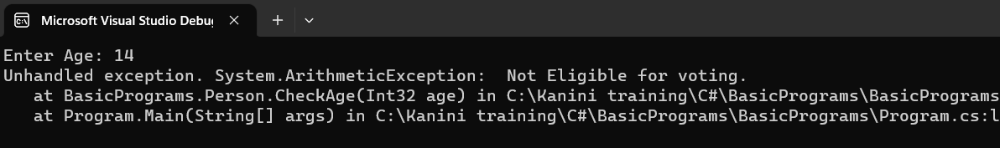 Microsoft Visual Studio Debu
Enter Age: 14
Unhandled exception. System.ArithmeticException:  Not Eligible for voting.
   at BasicPrograms.Person.CheckAge(Int32 age) in C:\Kanini training\C#\BasicPrograms\BasicPrograms
   at Program.Main(String[] args) in C:\Kanini training\C#\BasicPrograms\BasicPrograms\Program.cs:l